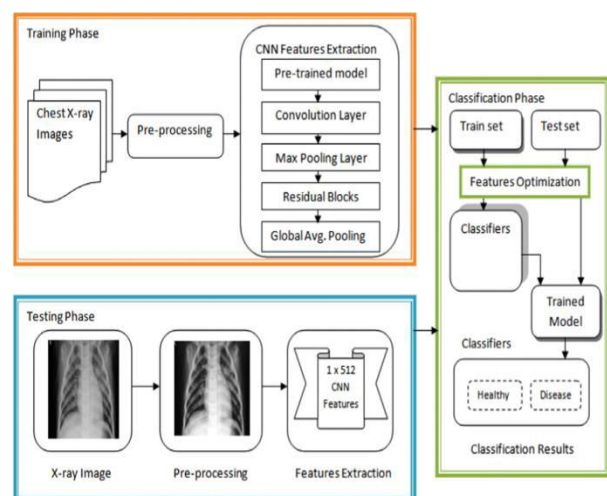 Training Phase
Chest X-ray
Images
Pre-processing
CNN Features Extraction
Pre-trained model
Convolution Layer
Max Pooling Layer
Residual Blocks
Global Avg. Pooling
Testing Phase
X-ray Image
Pre-processing
1 x 512
CNN
Features
Features Extraction
Classification Phase
Train set
Test set
Features Optimization
Classifiers
Trained
Model
Classifiers
Healthy
Disease
Classification Results